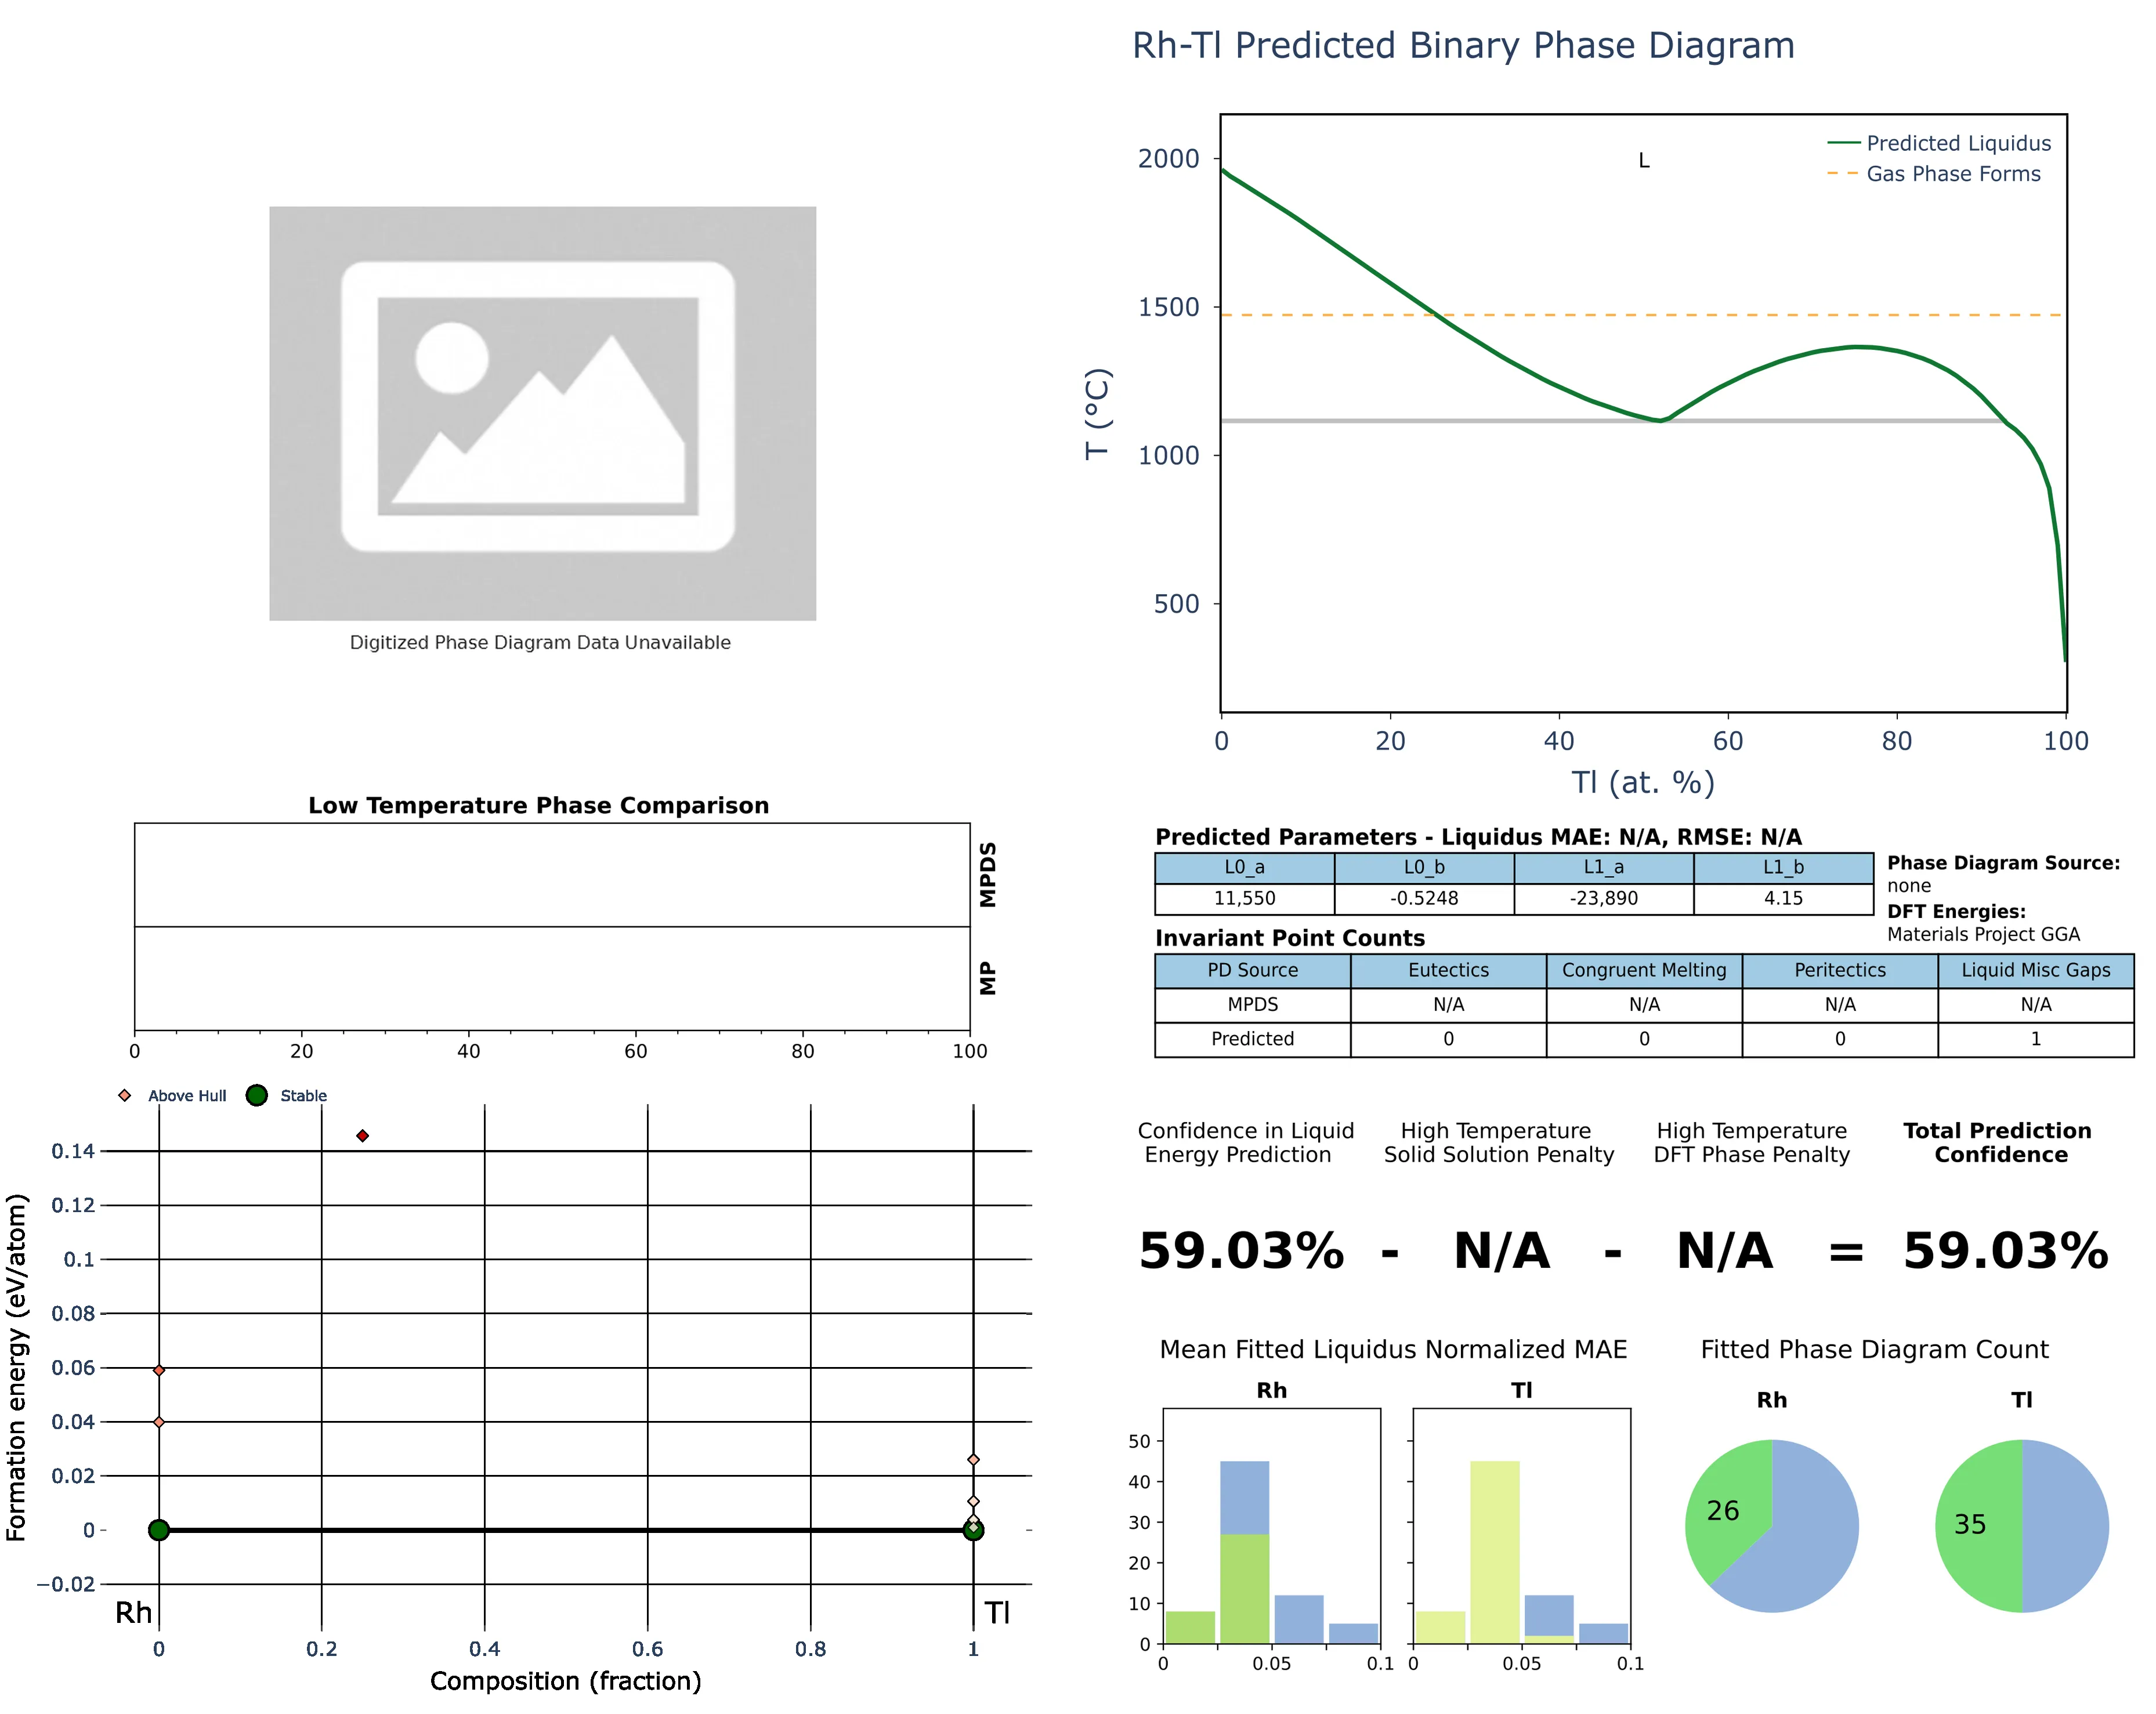 Rh-Tl Predicted Binary Phase Diagram
Digitized Phase Diagram Data Unavailable
2000
1500
1000
500
T (°C)
L
Predicted Liquidus
Gas Phase Forms
0 20 40 60 80 100
Tl (at. %)
Low Temperature Phase Comparison
MPDS
MP
0 20 40 60 80 100
Predicted Parameters - Liquidus MAE: N/A, RMSE: N/A
L0_a L0_b L1_a L1_b
11,550 -0.5248 -23,890 4.15
Phase Diagram Source:
none
DFT Energies:
Materials Project GGA
Invariant Point Counts
PD Source Eutectics Congruent Melting Peritectics Liquid Misc Gaps
MPDS N/A N/A N/A N/A
Predicted 0 0 0 1
Above Hull Stable
0.14
0.12
0.1
0.08
0.06
0.04
0.02
0
−0.02
Formation energy (eV/atom)
Rh Tl
0 0.2 0.4 0.6 0.8 1
Composition (fraction)
Confidence in Liquid
Energy Prediction
High Temperature
Solid Solution Penalty
High Temperature
DFT Phase Penalty
Total Prediction
Confidence
59.03% - N/A - N/A = 59.03%
Mean Fitted Liquidus Normalized MAE
Rh Tl
50
40
30
20
10
0
0 0.05 0.1 0 0.05 0.1
Fitted Phase Diagram Count
Rh Tl
26 35